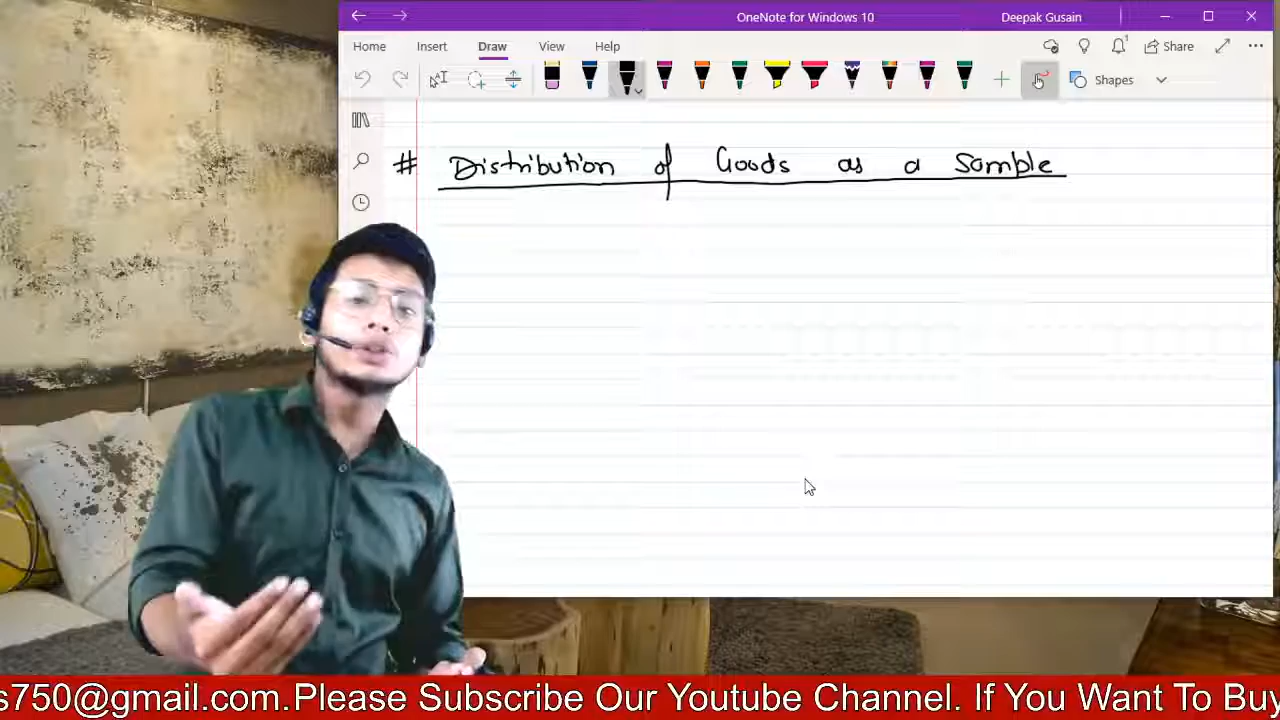 OneNote for Windows 10
Deepak Gusain
Home Insert Draw View Help
Share
Shapes
# Distribution of Goods as a Sample
s750@gmail.com.Please Subscribe Our Youtube Channel. If You Want To Buy